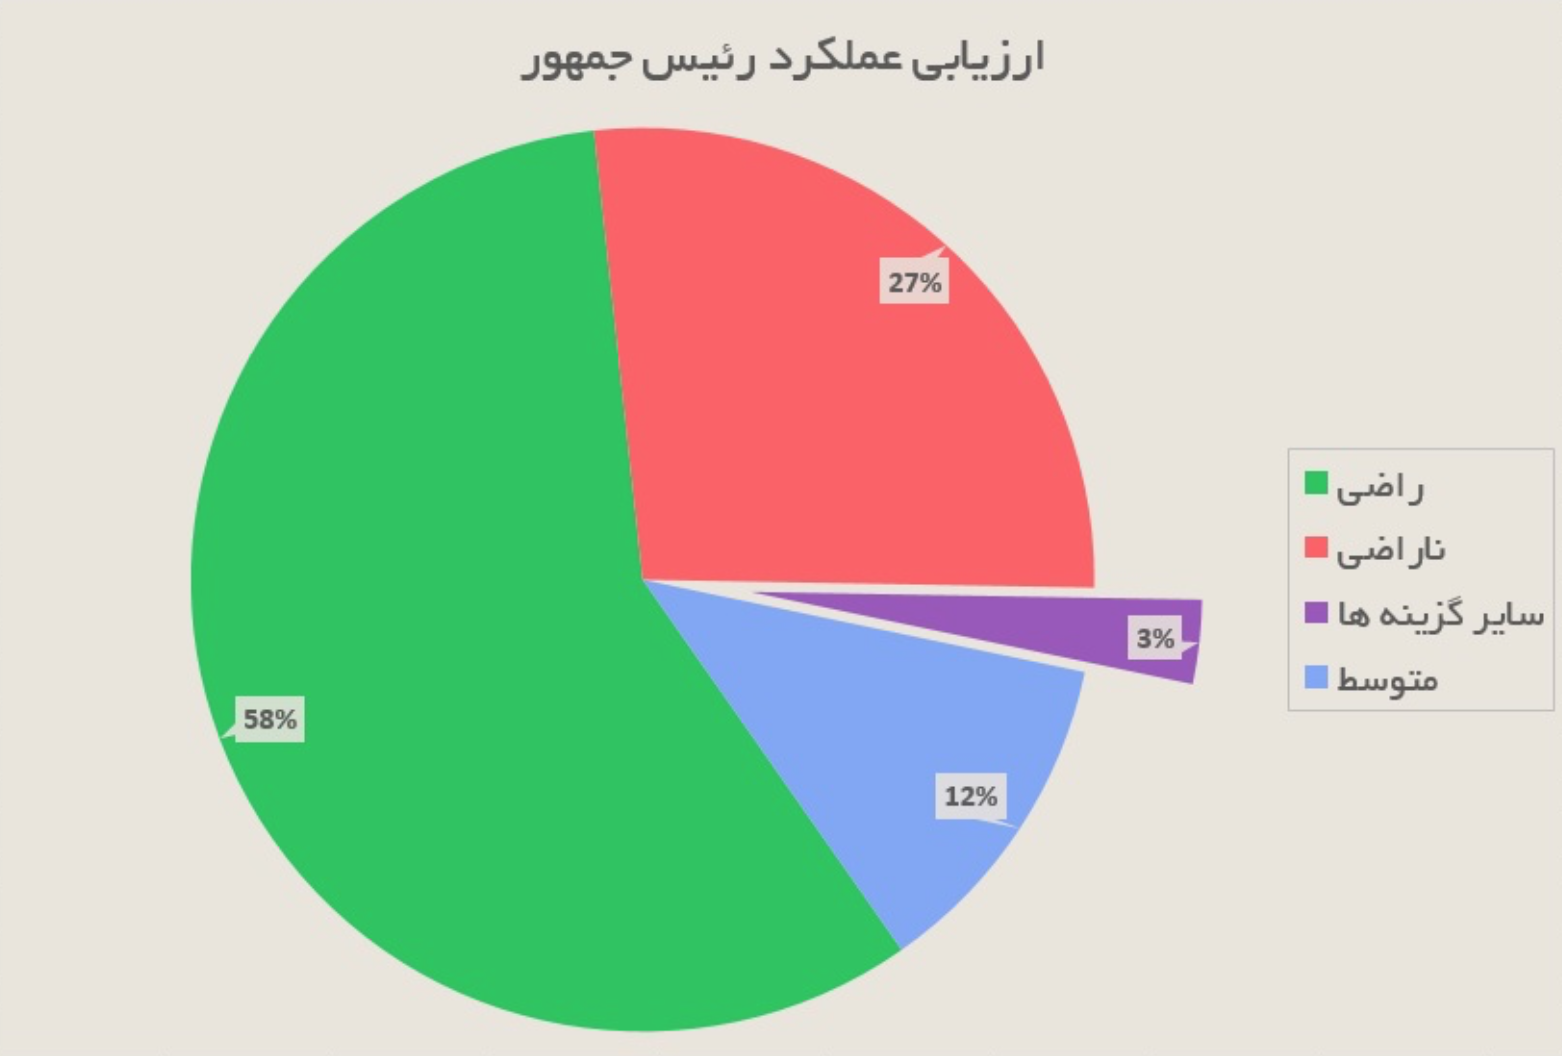 ارزیابی عملکرد رئیس جمهور
27%
3%
58%
12%
راضی
ناراضی
سایر گزینه ها
متوسط